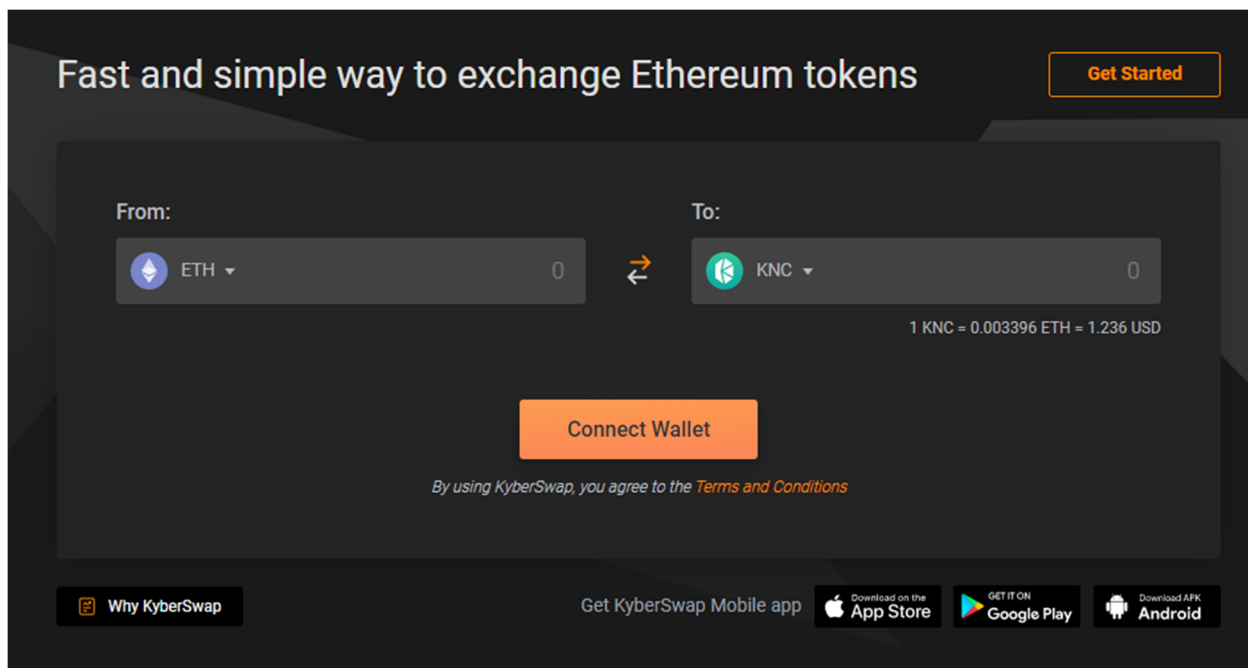 Fast and simple way to exchange Ethereum tokens
Get Started
From:
To:
ETH 0
KNC 0
1 KNC = 0.003396 ETH = 1.236 USD
Connect Wallet
By using KyberSwap, you agree to the Terms and Conditions
Why KyberSwap
Get KyberSwap Mobile app
Download on the
App Store
GET IT ON
Google Play
Download APK
Android